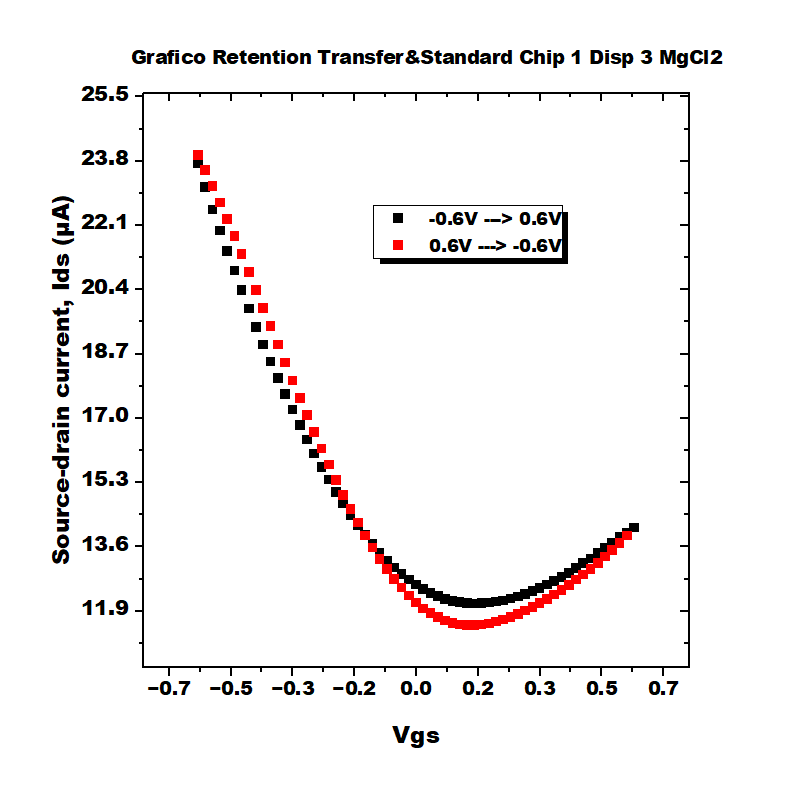 Grafico Retention Transfer&Standard Chip 1 Disp 3 MgCl2
25.5
23.8
22.1
20.4
18.7
17.0
15.3
13.6
11.9
Source-drain current, Ids (µA)
-0.6V ---> 0.6V
0.6V ---> -0.6V
−0.7 −0.5 −0.3 −0.2 0.0 0.2 0.3 0.5 0.7
Vgs